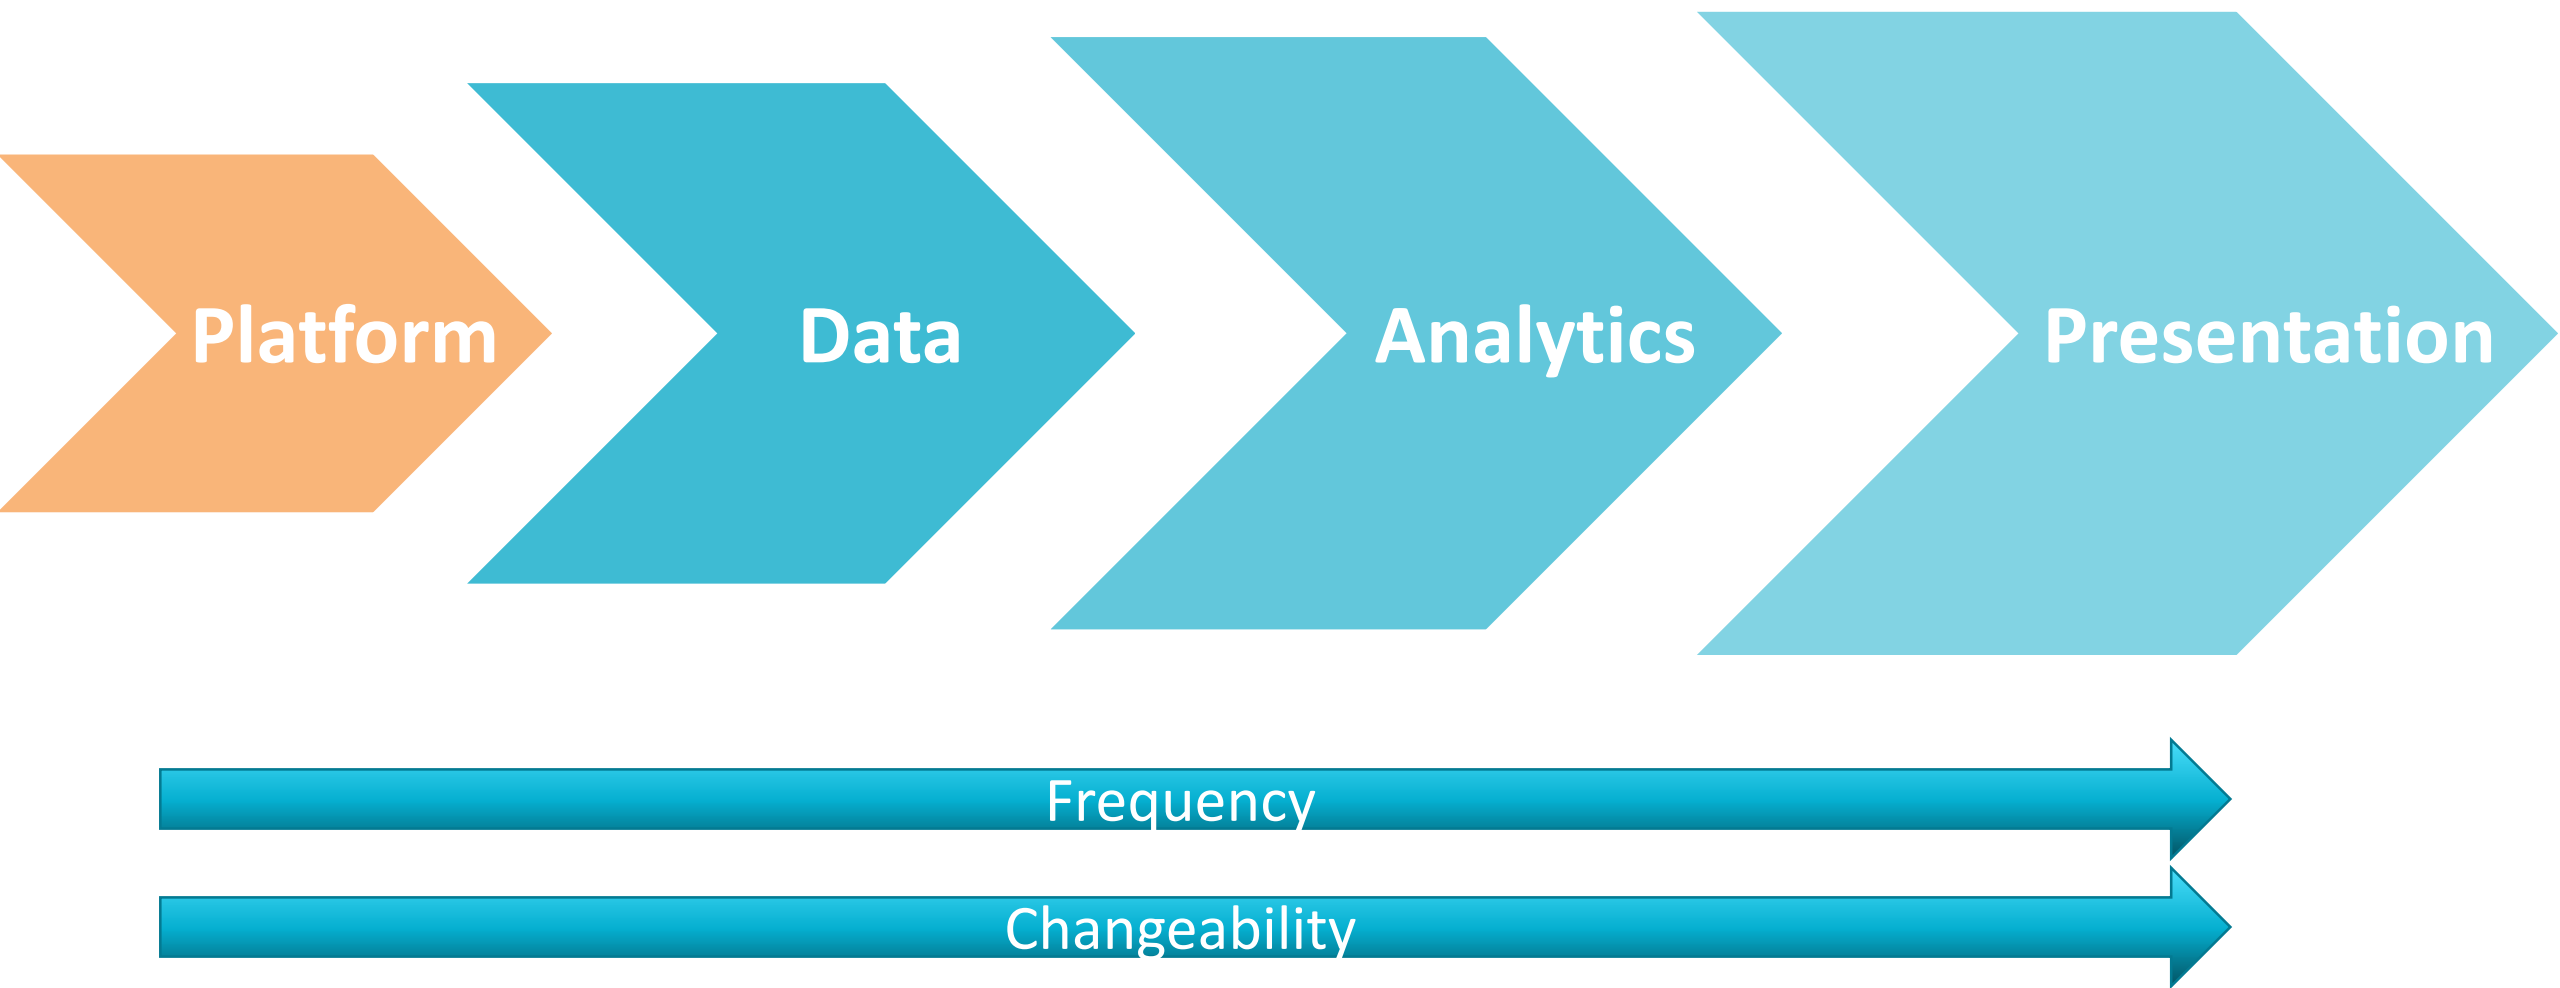 Platform
Data
Analytics
Presentation
Frequency
Changeability